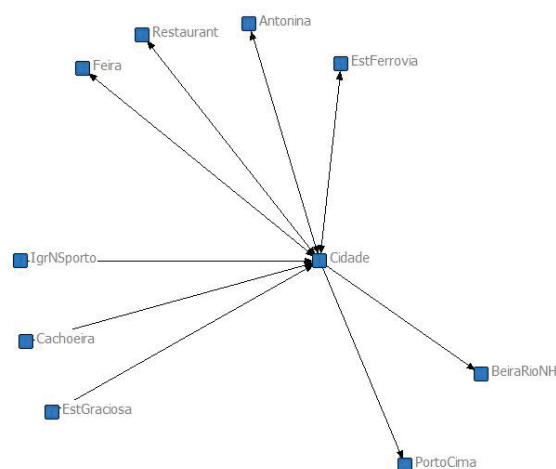 Antonina
Restaurant
EstFerrovia
Feira
IgrNSporto
Cidade
Cachoeira
BeiraRioNH
EstGraciosa
PortoCima